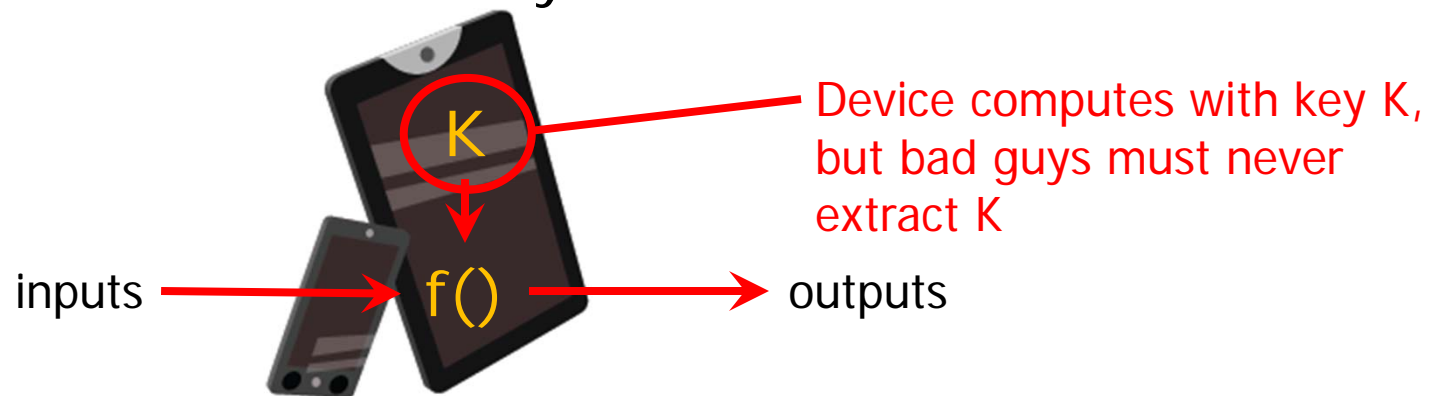 K
Device computes with key K,
but bad guys must never
extract K
inputs
f()
outputs